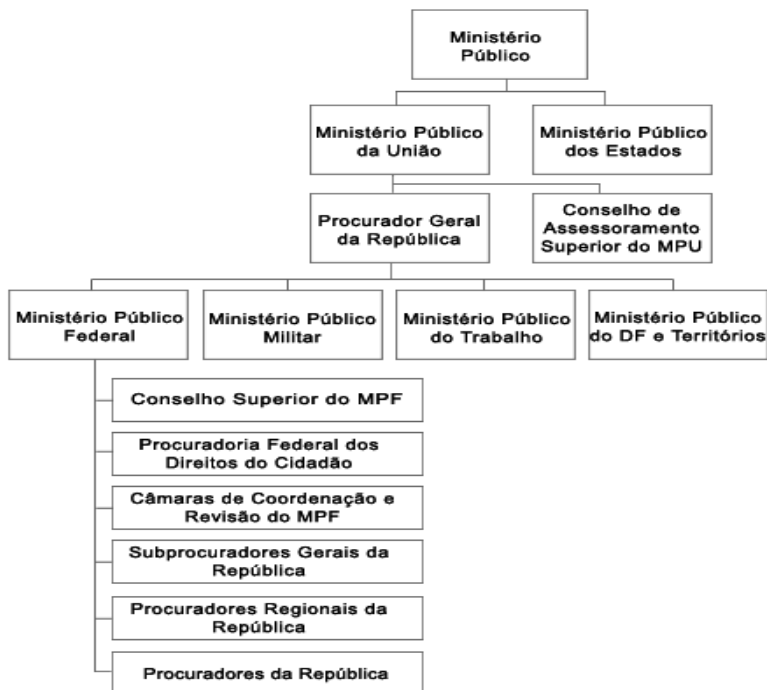 Ministério
Público
Ministério Público
da União
Ministério Público
dos Estados
Procurador Geral
da República
Conselho de
Assessoramento
Superior do MPU
Ministério Público
Federal
Ministério Público
Militar
Ministério Público
do Trabalho
Ministério Público
do DF e Territórios
Conselho Superior do MPF
Procuradoria Federal dos
Direitos do Cidadão
Câmaras de Coordenação e
Revisão do MPF
Subprocuradores Gerais da
República
Procuradores Regionais da
República
Procuradores da República